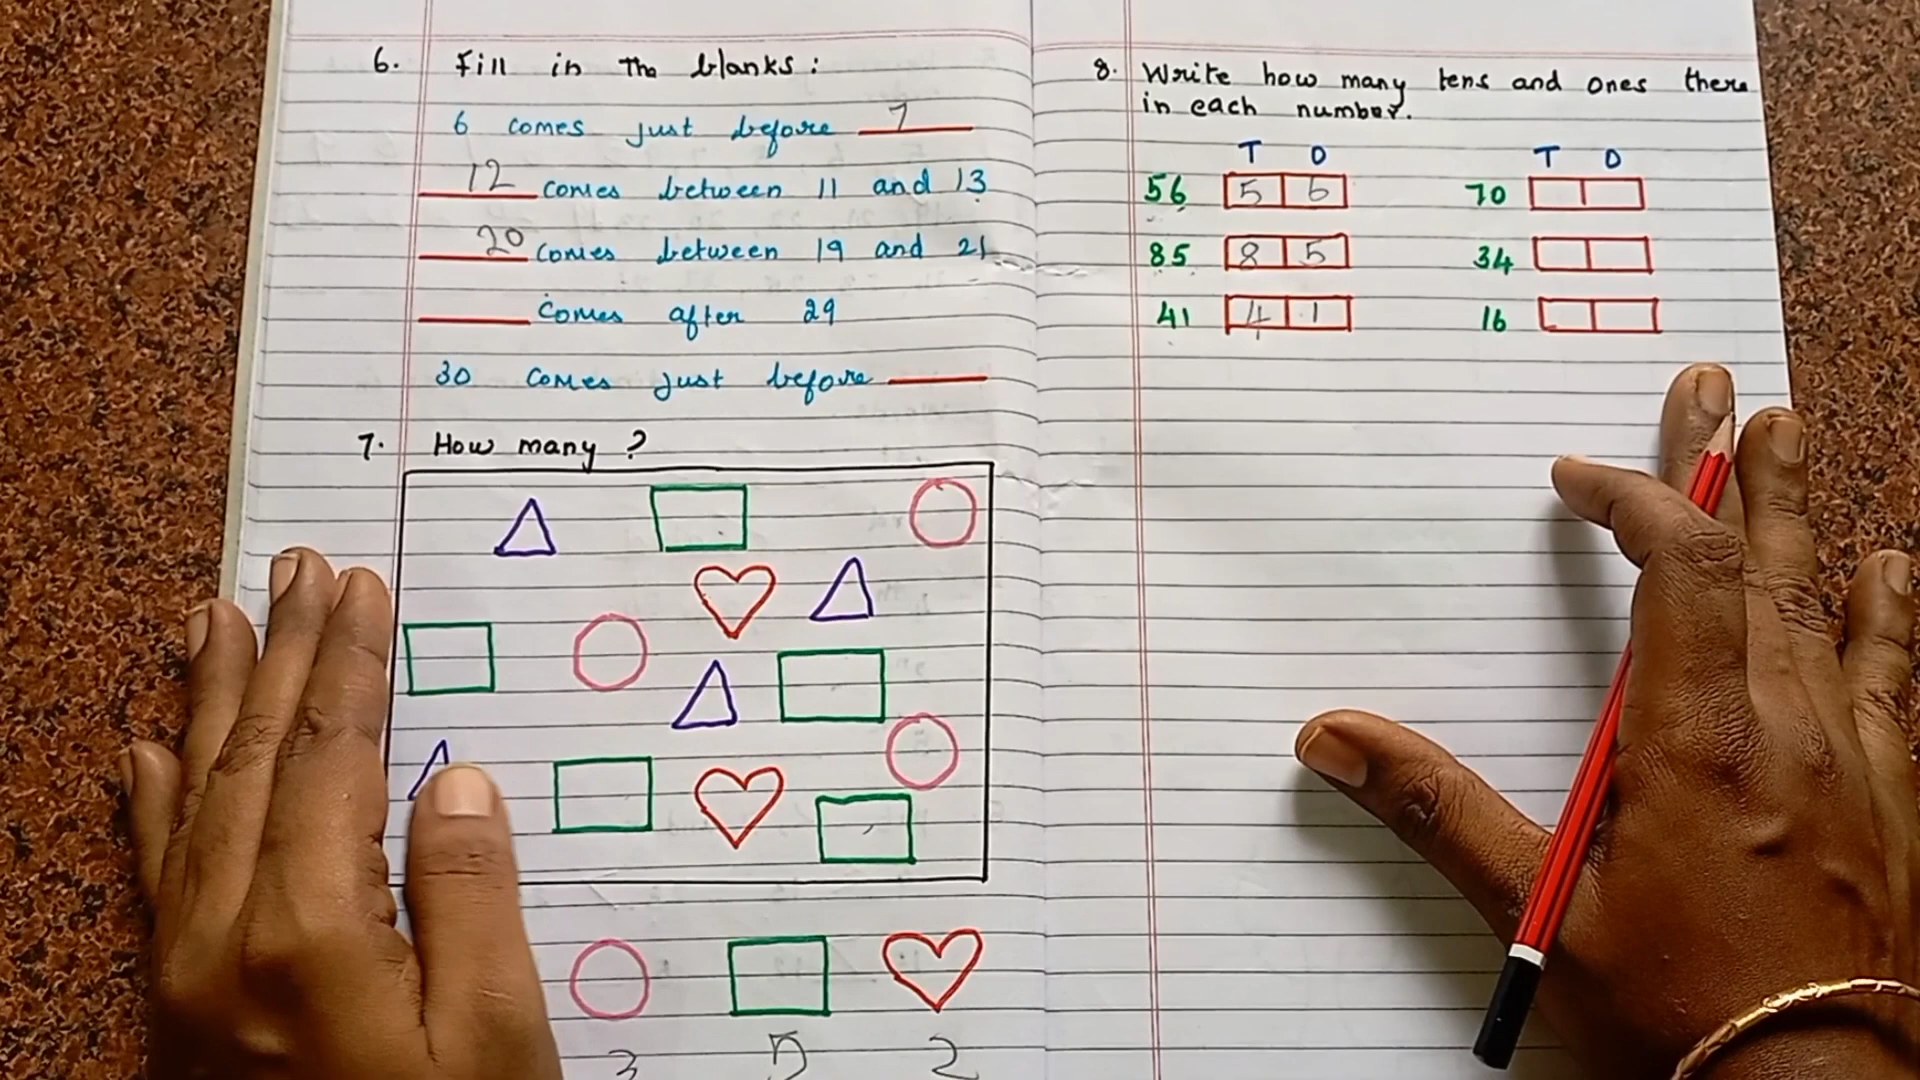 6. Fill in The blanks :
6 comes just before 7
12 comes between 11 and 13
20 comes between 19 and 21
____ comes after 29
30 comes just before ____
7. How many ?
3 5 2
8. Write how many tens and ones there
in each number.
T O T O
56 5 6 70
85 8 5 34
41 4 1 16